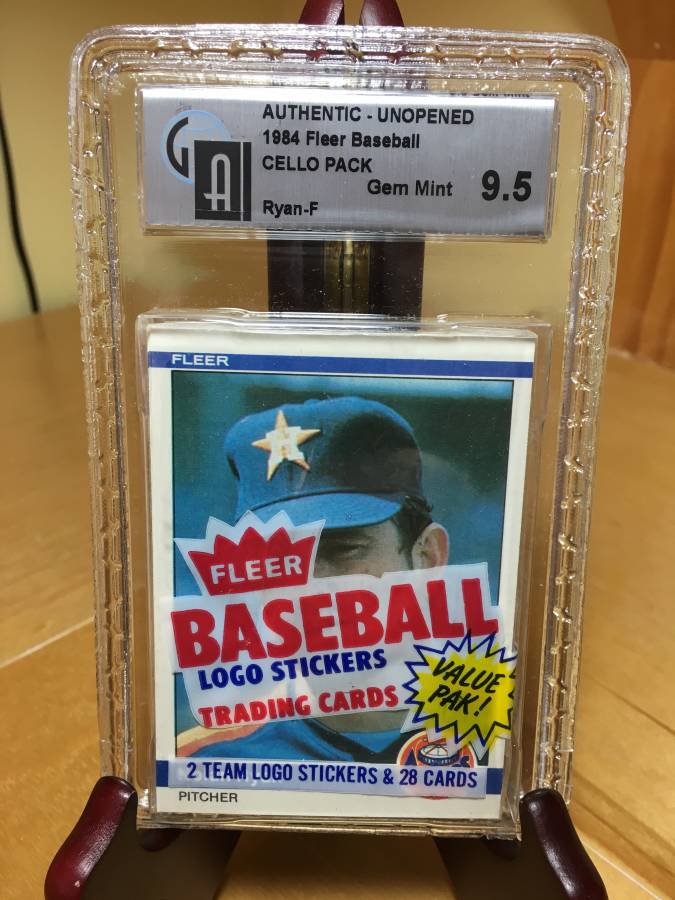 AUTHENTIC - UNOPENED
1984 Fleer Baseball
CELLO PACK
Gem Mint 9.5
Ryan-F
G
A
FLEER
H
FLEER
BASEBALL
LOGO STICKERS
TRADING CARDS
VALUE
PAK!
2 TEAM LOGO STICKERS & 28 CARDS
PITCHER